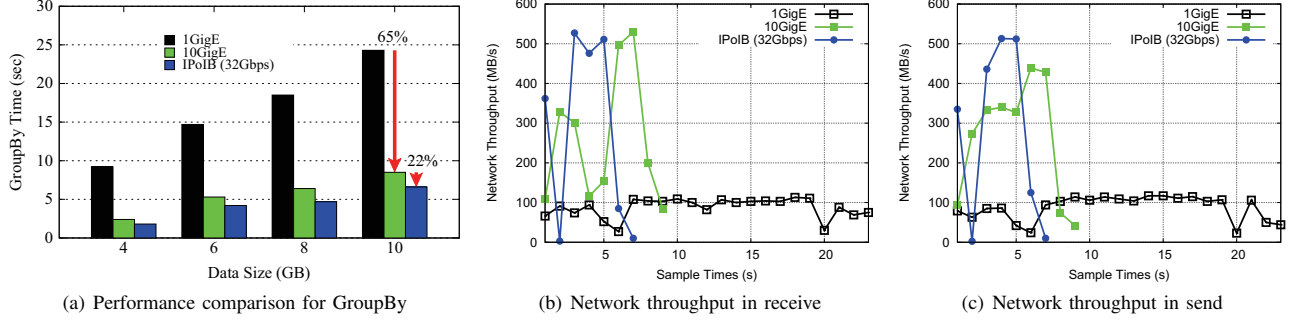 30
25
20
15
10
5
0
GroupBy Time (sec)
1GigE
10GigE
IPoIB (32Gbps)
65%
22%
4 6 8 10
Data Size (GB)
(a) Performance comparison for GroupBy
600
500
400
300
200
100
0
Network Throughput (MB/s)
1GigE
10GigE
IPoIB (32Gbps)
5 10 15 20
Sample Times (s)
(b) Network throughput in receive
600
500
400
300
200
100
0
Network Throughput (MB/s)
1GigE
10GigE
IPoIB (32Gbps)
5 10 15 20
Sample Times (s)
(c) Network throughput in send